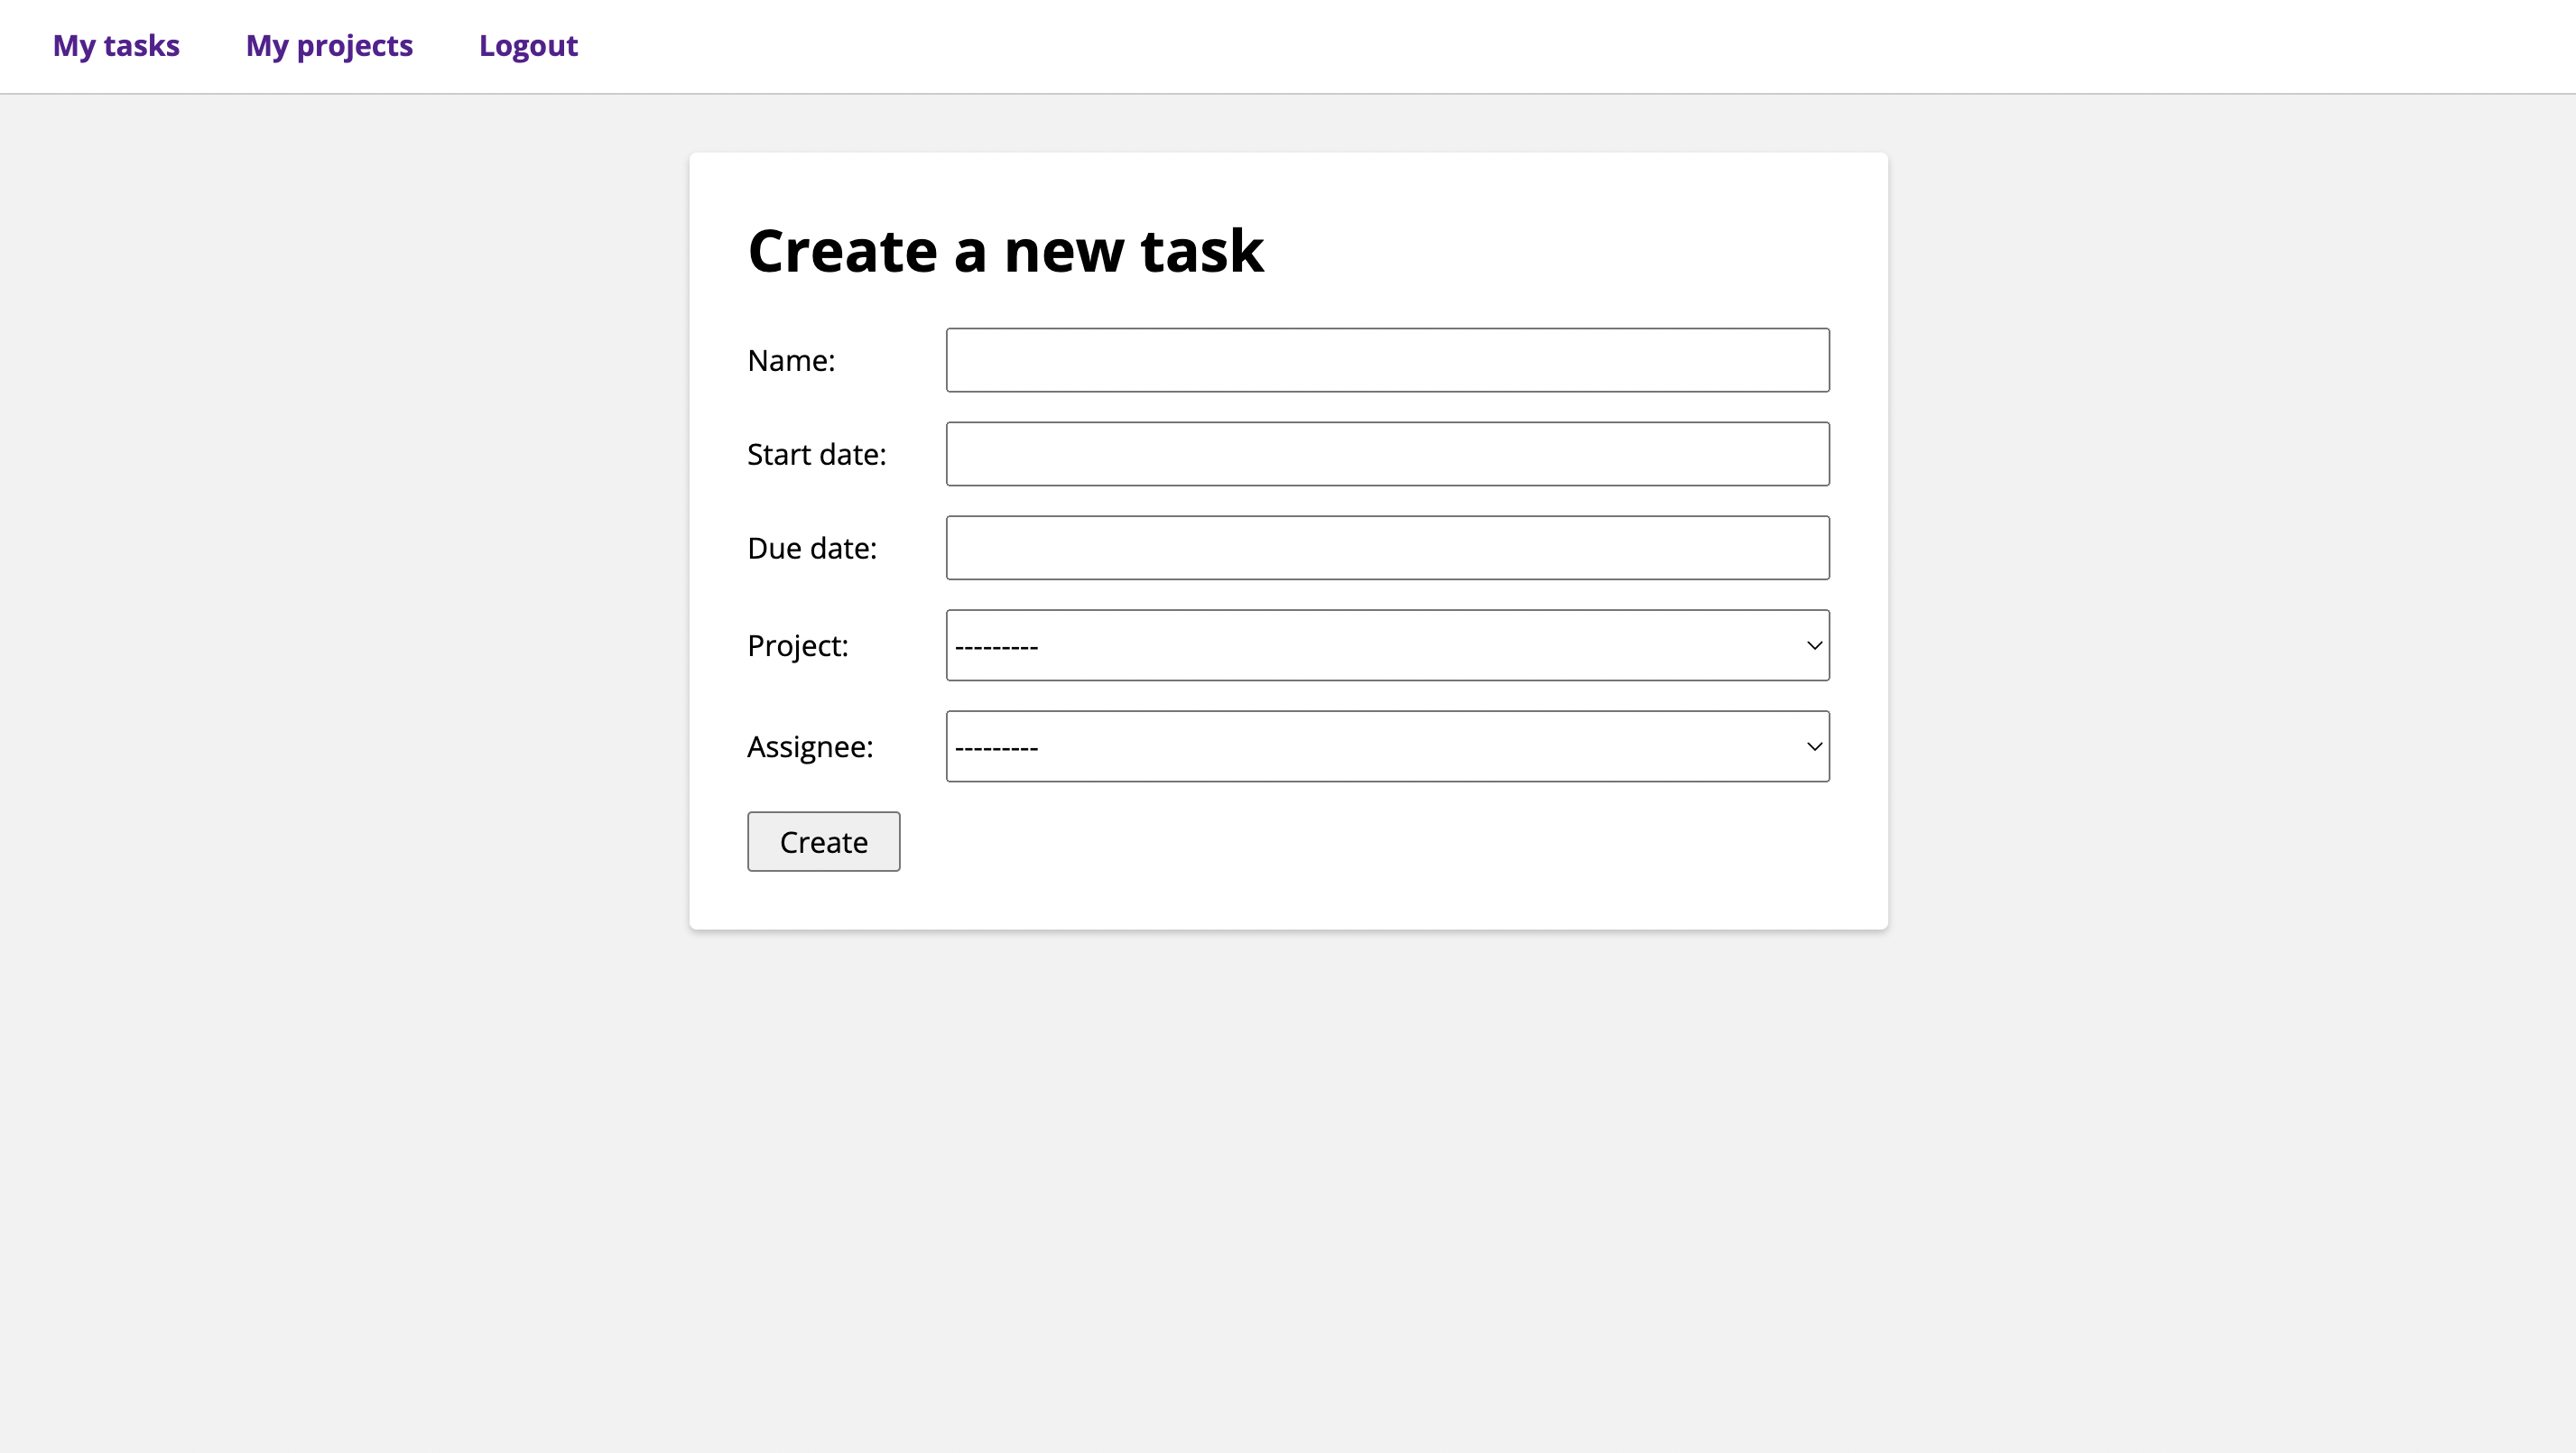 My tasks My projects Logout
Create a new task
Name:
Start date:
Due date:
Project: ---------
Assignee: ---------
Create